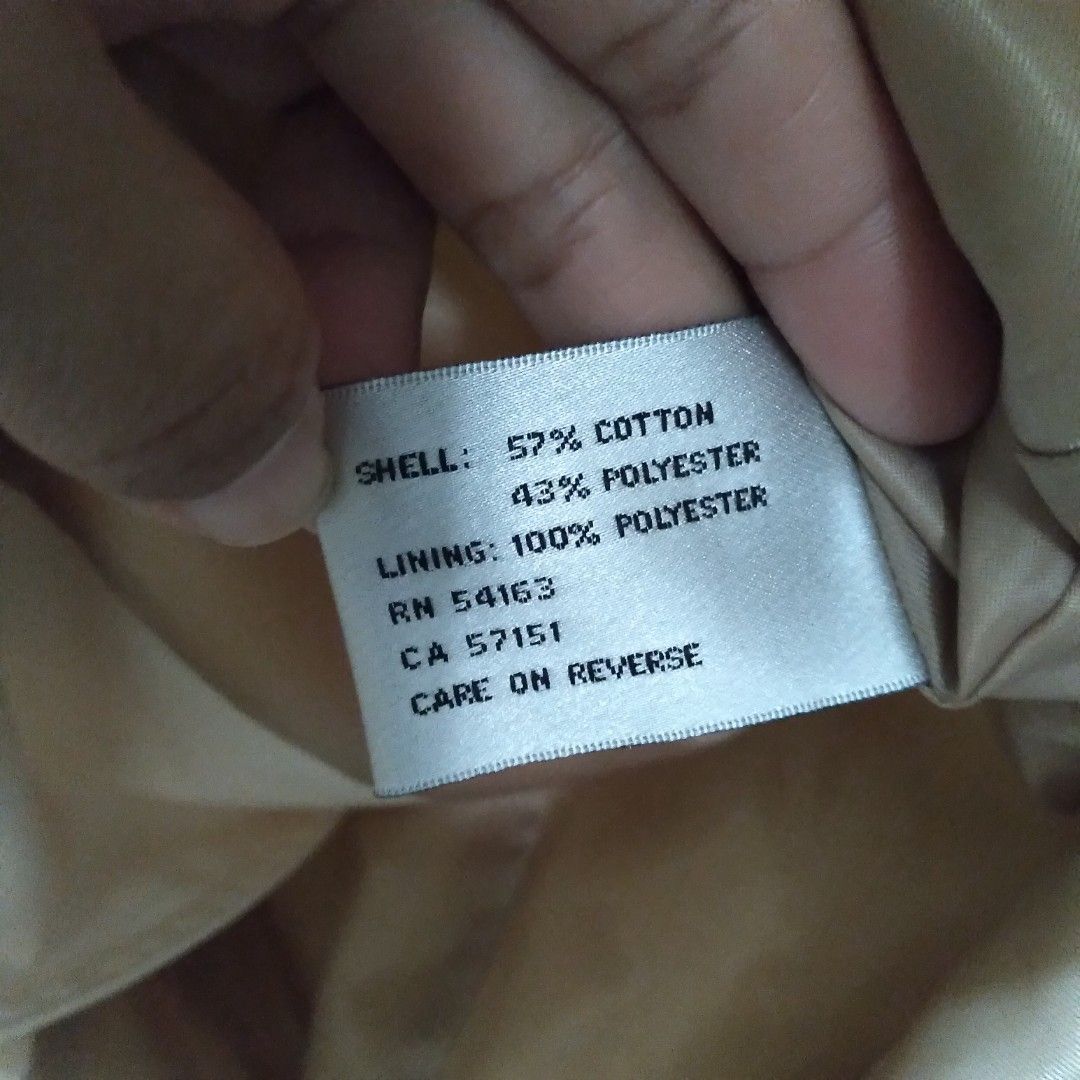 SHELL: 57% COTTON
43% POLYESTER
LINING: 100% POLYESTER
RN 54163
CA 57151
CARE ON REVERSE